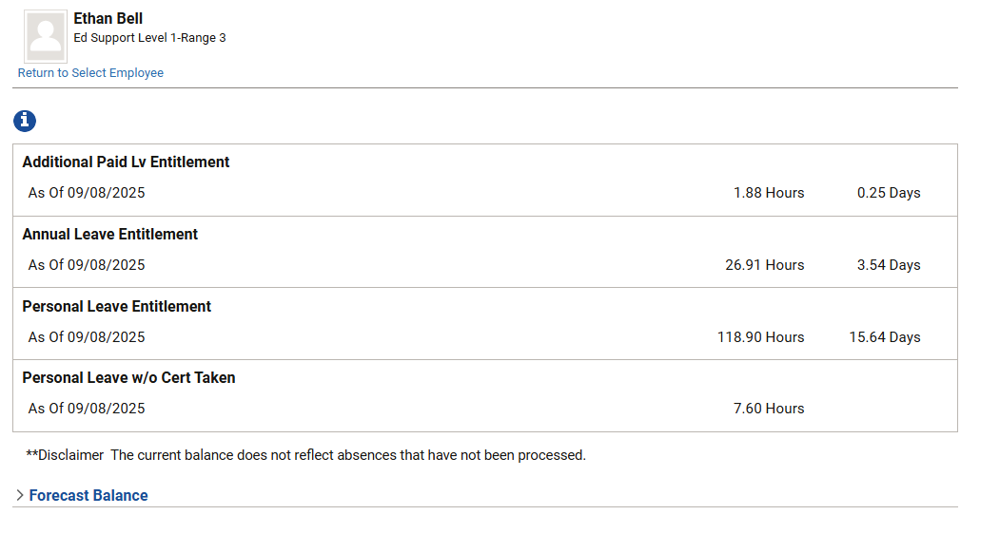 Ethan Bell
Ed Support Level 1-Range 3
Return to Select Employee
Additional Paid Lv Entitlement
As Of 09/08/2025 1.88 Hours 0.25 Days
Annual Leave Entitlement
As Of 09/08/2025 26.91 Hours 3.54 Days
Personal Leave Entitlement
As Of 09/08/2025 118.90 Hours 15.64 Days
Personal Leave w/o Cert Taken
As Of 09/08/2025 7.60 Hours
**Disclaimer The current balance does not reflect absences that have not been processed.
Forecast Balance